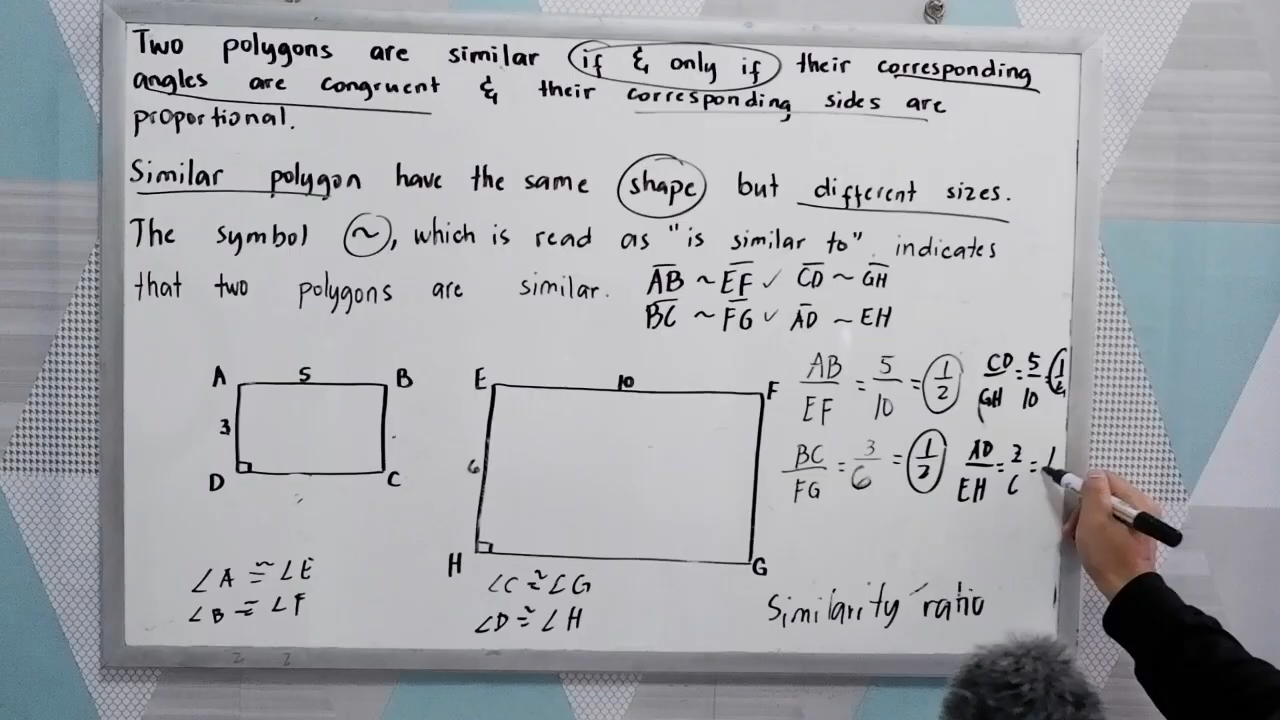 Two polygons are similar if & only if their corresponding
angles are congruent & their corresponding sides are
proportional.
Similar polygon have the same shape but different sizes.
The symbol ~, which is read as "is similar to" indicates
that two polygons are similar.
AB ~ EF ✓ CD ~ GH
BC ~ FG ✓ AD ~ EH
A 5 B
3
D C
E 10 F
6
H G
AB/EF = 5/10 = 1/2
CD/GH = 5/10 = 1/2
BC/FG = 3/6 = 1/2
AD/EH = 3/6 = 1
∠A ≅ ∠E
∠B ≅ ∠F
∠C ≅ ∠G
∠D ≅ ∠H
Similarity ratio